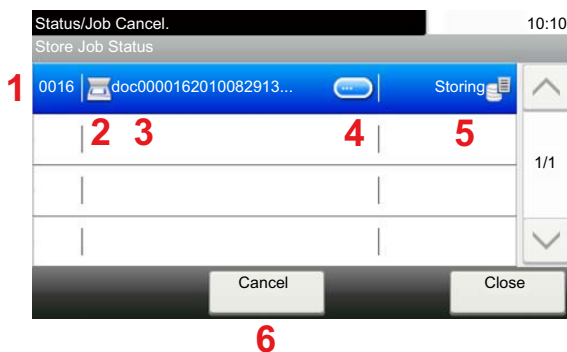 Status/Job Cancel. 10:10
Store Job Status
1 0016 doc0000162010082913... Storing
2 3 4 5
1/1
Cancel Close
6